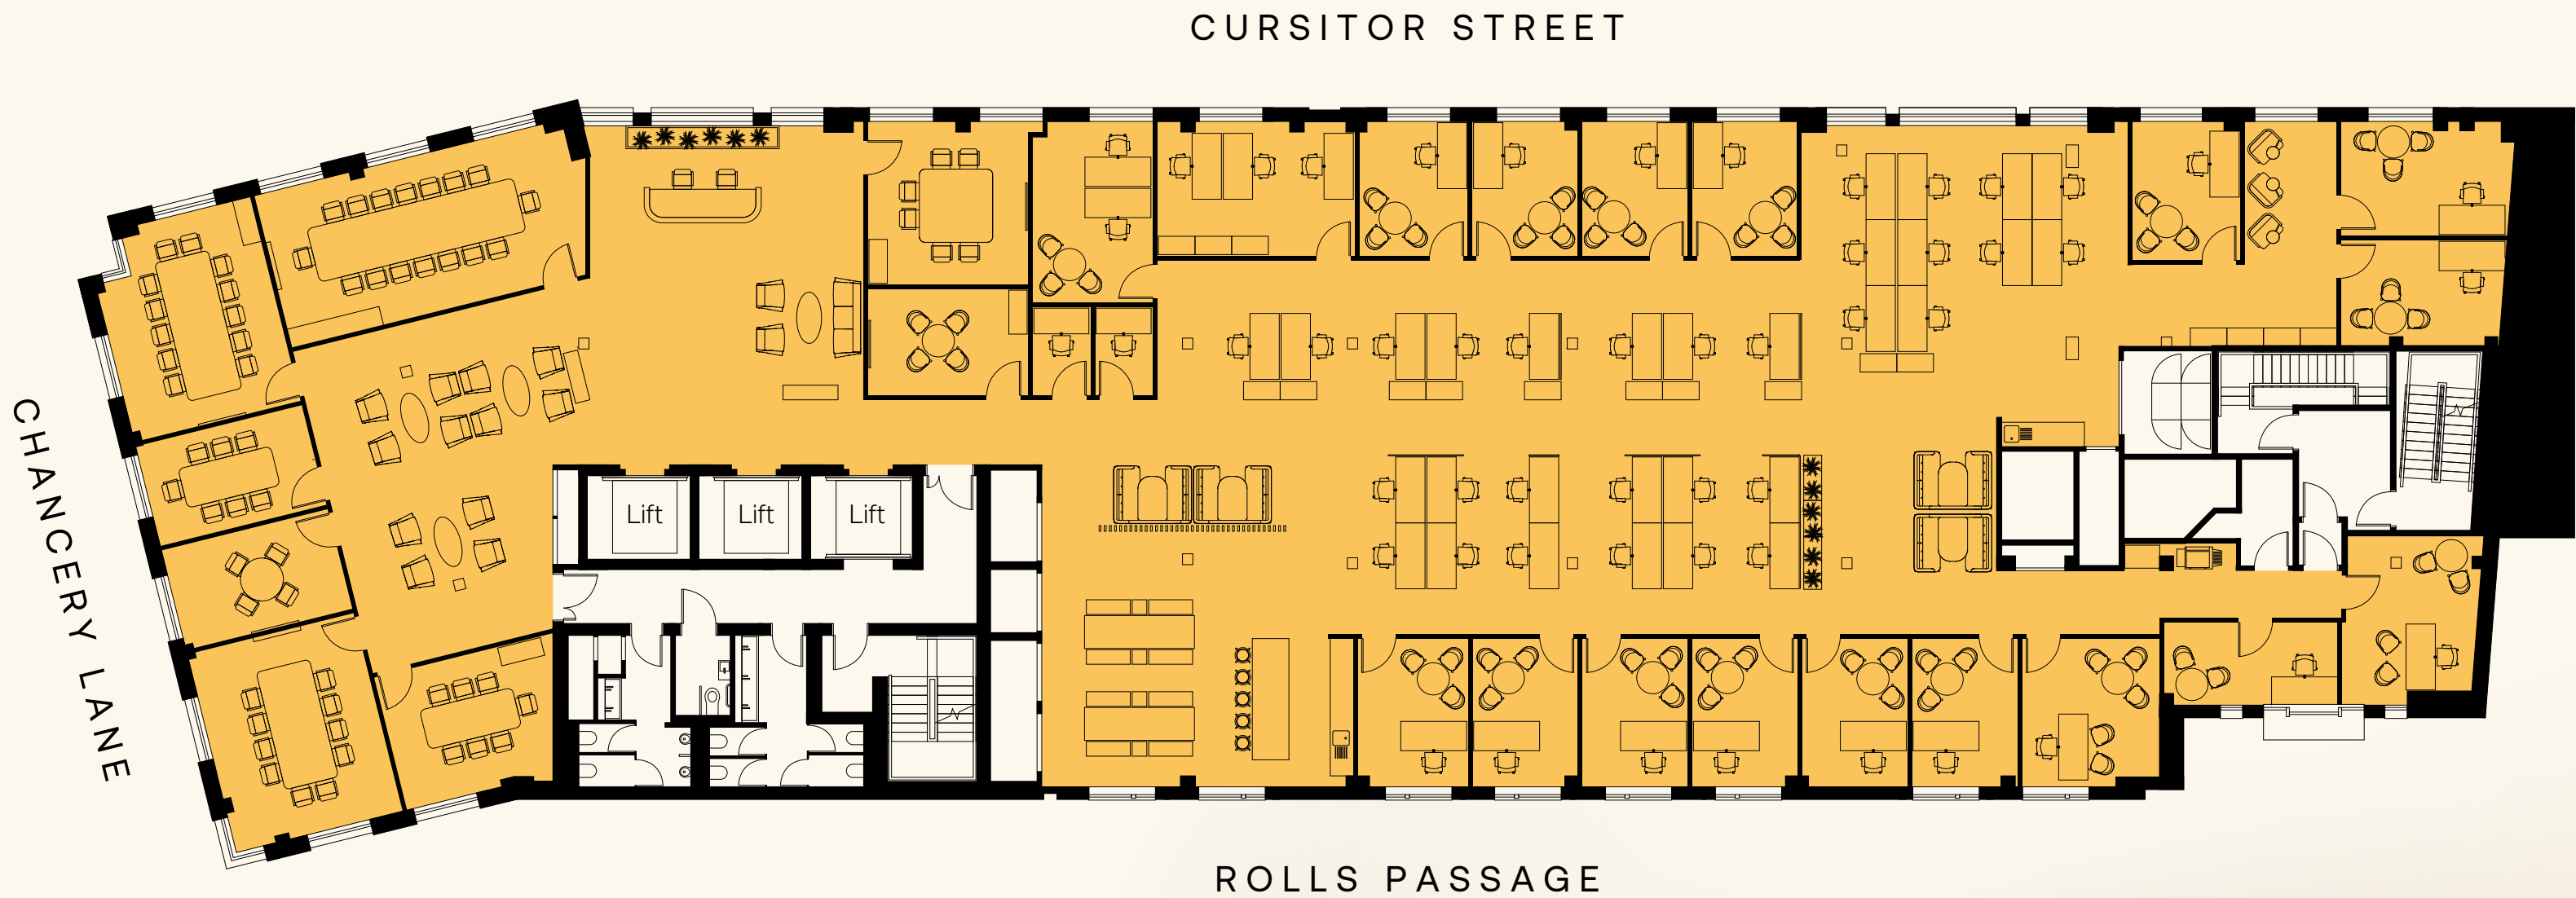 CURSITOR STREET
CHANCERY LANE
Lift
Lift
Lift
ROLLS PASSAGE